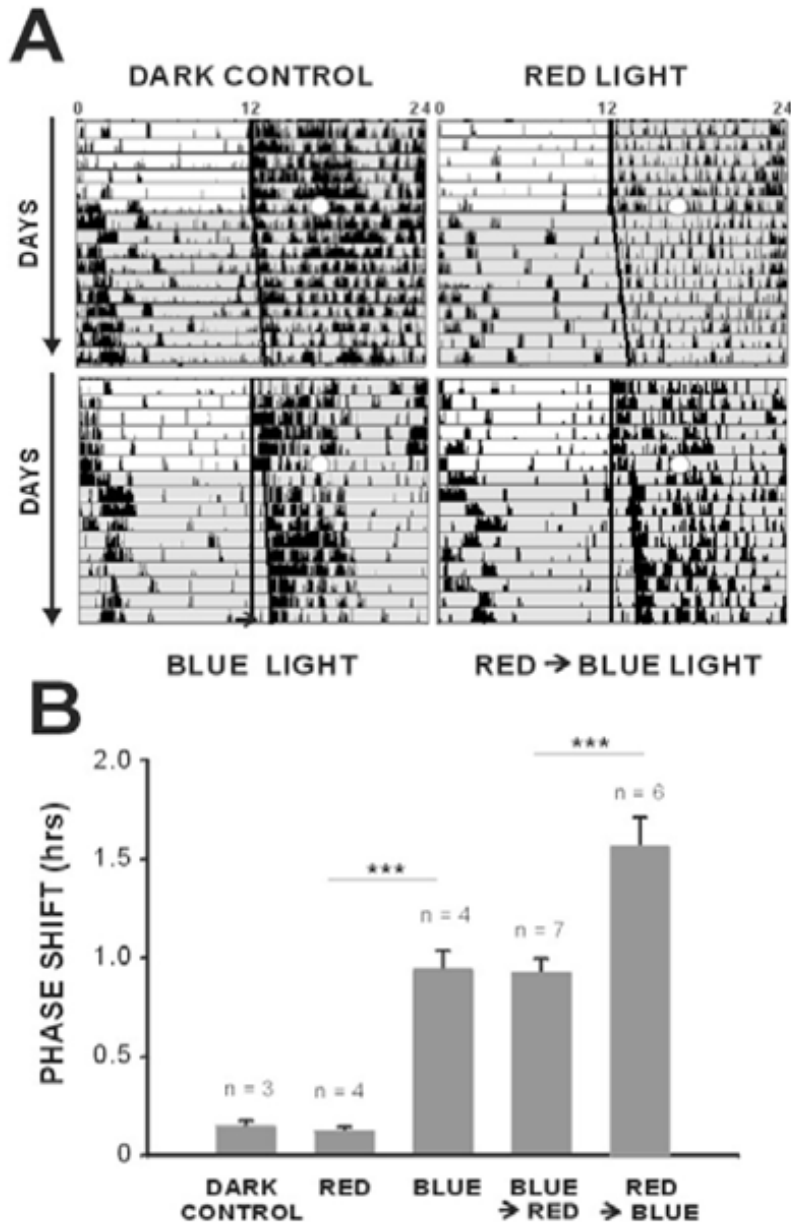 A
DARK CONTROL RED LIGHT
0 12 24 0 12 24
DAYS
DAYS
BLUE LIGHT RED → BLUE LIGHT
B
PHASE SHIFT (hrs)
2.0
1.5
1.0
0.5
0
n = 3
n = 4
***
n = 4
n = 7
***
n = 6
DARK CONTROL
RED
BLUE
BLUE → RED
RED → BLUE